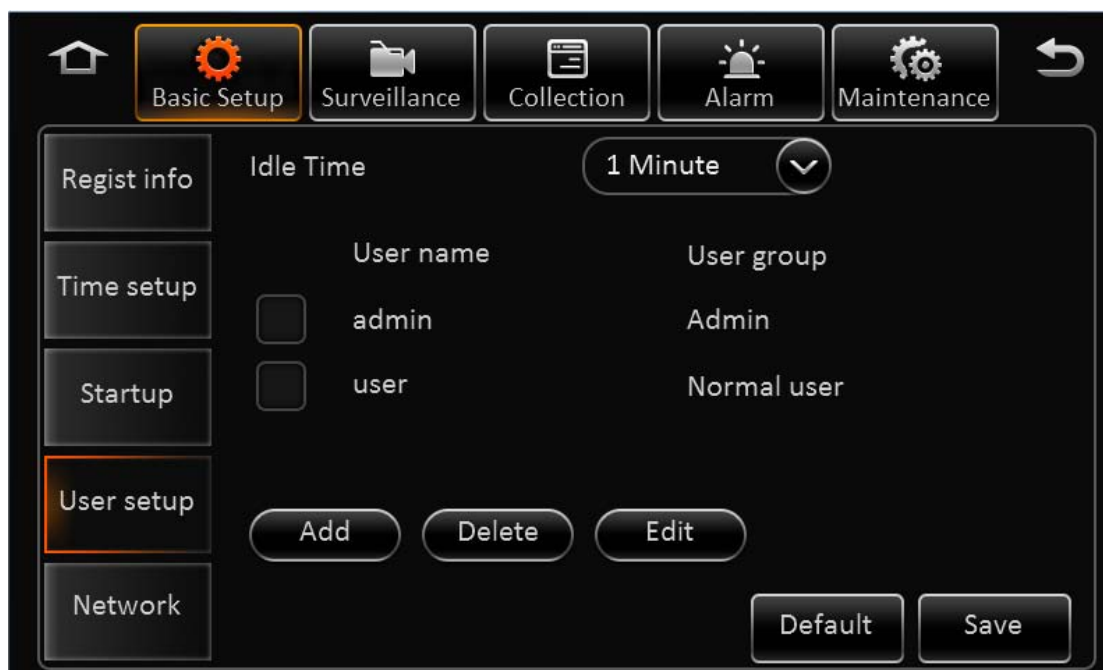 Basic Setup
Surveillance
Collection
Alarm
Maintenance
Regist info
Time setup
Startup
User setup
Network
Idle Time 1 Minute
User name User group
admin Admin
user Normal user
Add Delete Edit
Default Save